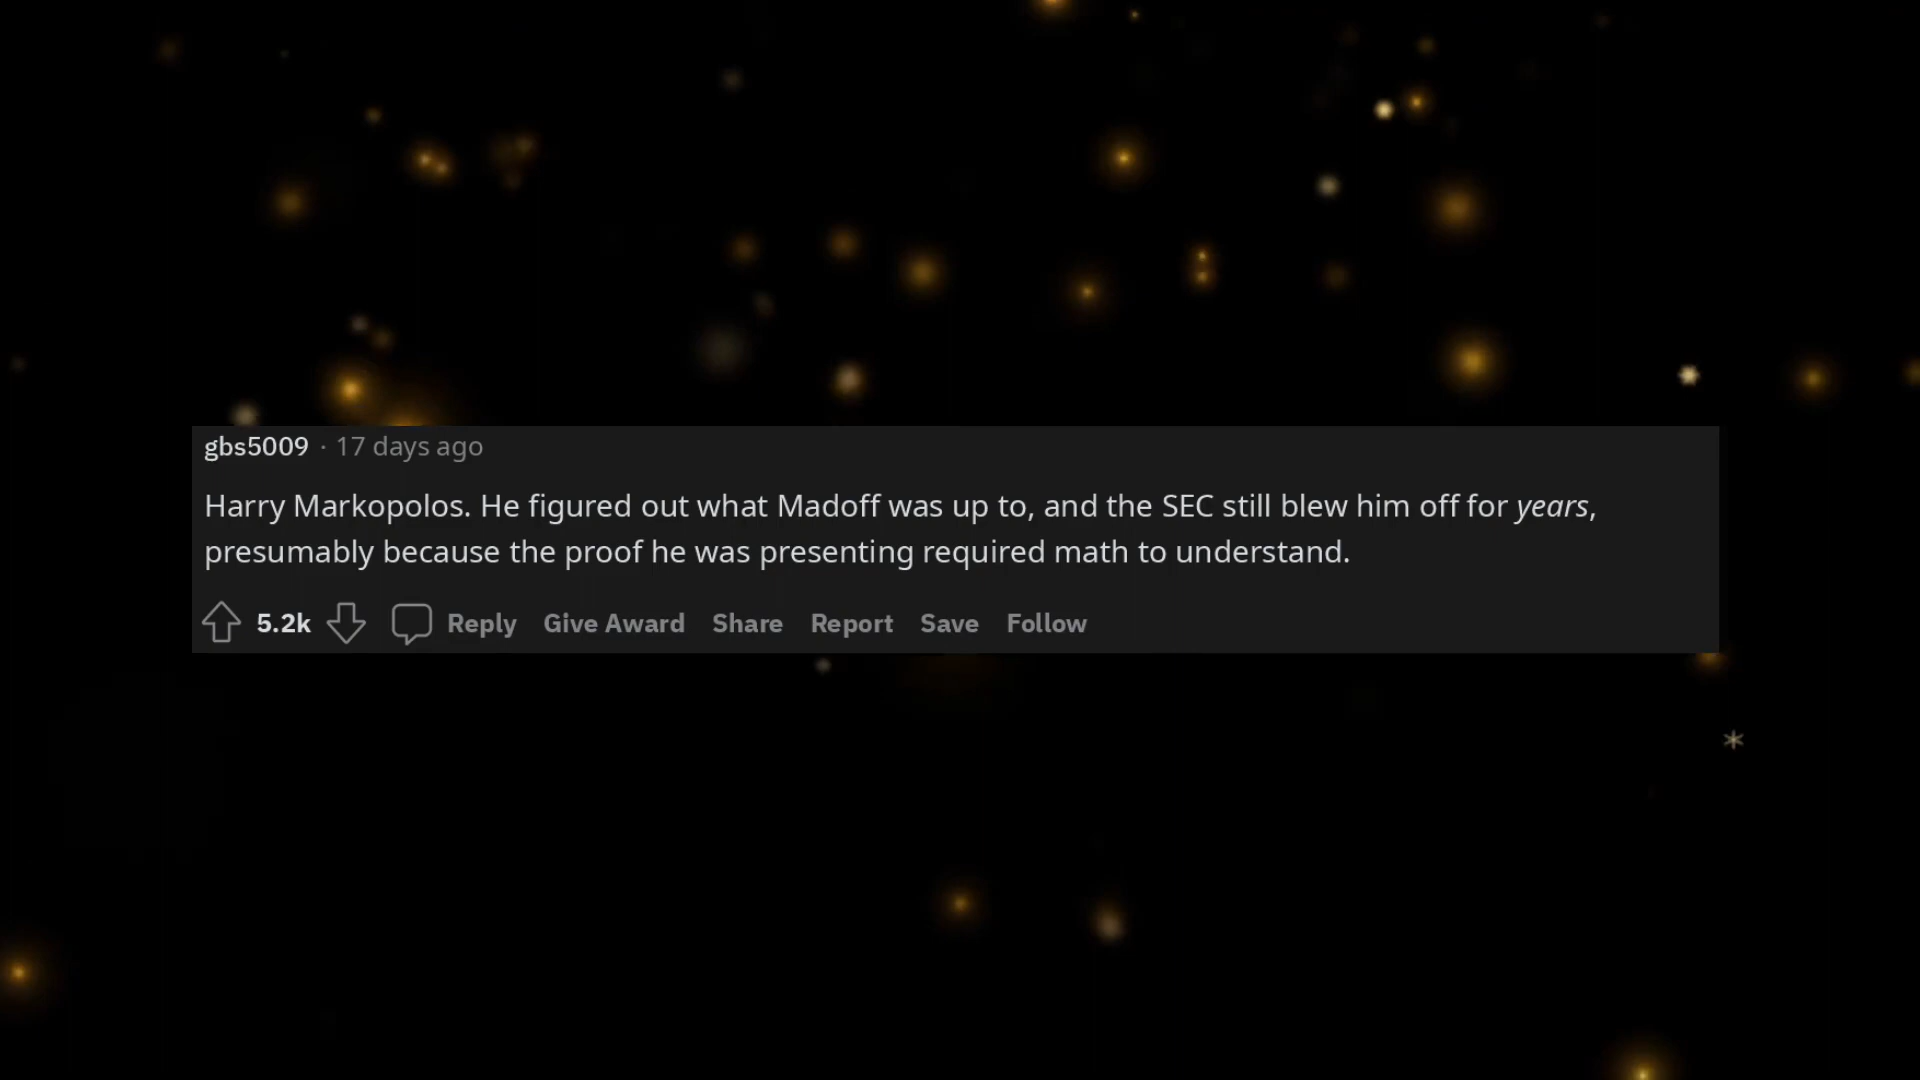 gbs5009 · 17 days ago
Harry Markopolos. He figured out what Madoff was up to, and the SEC still blew him off for years,
presumably because the proof he was presenting required math to understand.
5.2k Reply Give Award Share Report Save Follow